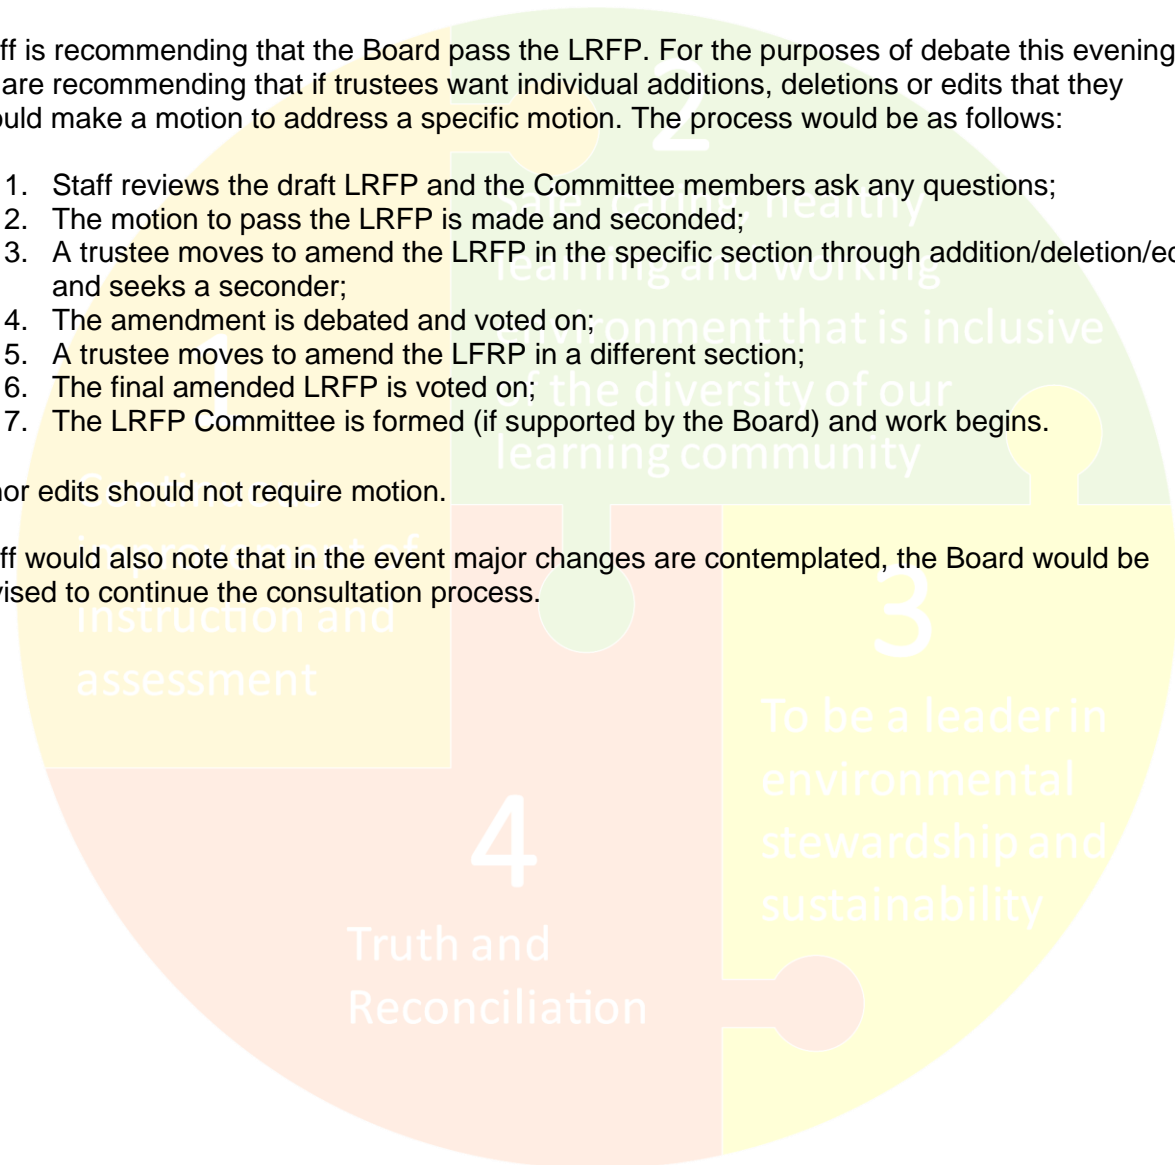 ff is recommending that the Board pass the LRFP. For the purposes of debate this evening
are recommending that if trustees want individual additions, deletions or edits that they
ould make a motion to address a specific motion. The process would be as follows:
1. Staff reviews the draft LRFP and the Committee members ask any questions;
2. The motion to pass the LRFP is made and seconded;
3. A trustee moves to amend the LRFP in the specific section through addition/deletion/ed
and seeks a seconder;
4. The amendment is debated and voted on;
5. A trustee moves to amend the LFRP in a different section;
6. The final amended LRFP is voted on;
7. The LRFP Committee is formed (if supported by the Board) and work begins.
nor edits should not require motion.
ff would also note that in the event major changes are contemplated, the Board would be
vised to continue the consultation process.
1
Continuous
improvement of
instruction and
assessment
2
Safe, caring, healthy
learning and working
environment that is inclusive
of the diversity of our
learning community
3
To be a leader in
environmental
stewardship and
sustainability
4
Truth and
Reconciliation